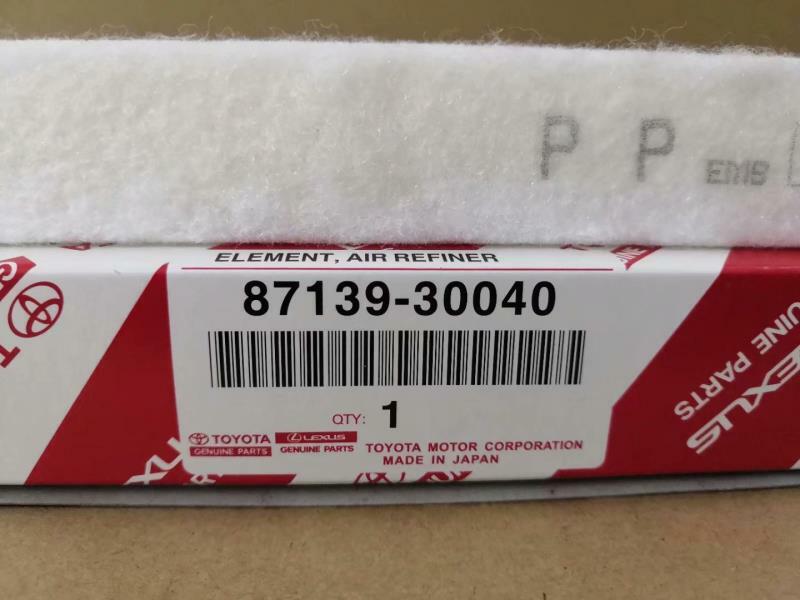 P P EMB
ELEMENT, AIR REFINER
87139-30040
QTY: 1
TOYOTA
GENUINE PARTS
LEXUS
GENUINE PARTS
TOYOTA MOTOR CORPORATION
MADE IN JAPAN
LEXUS
GENUINE PARTS